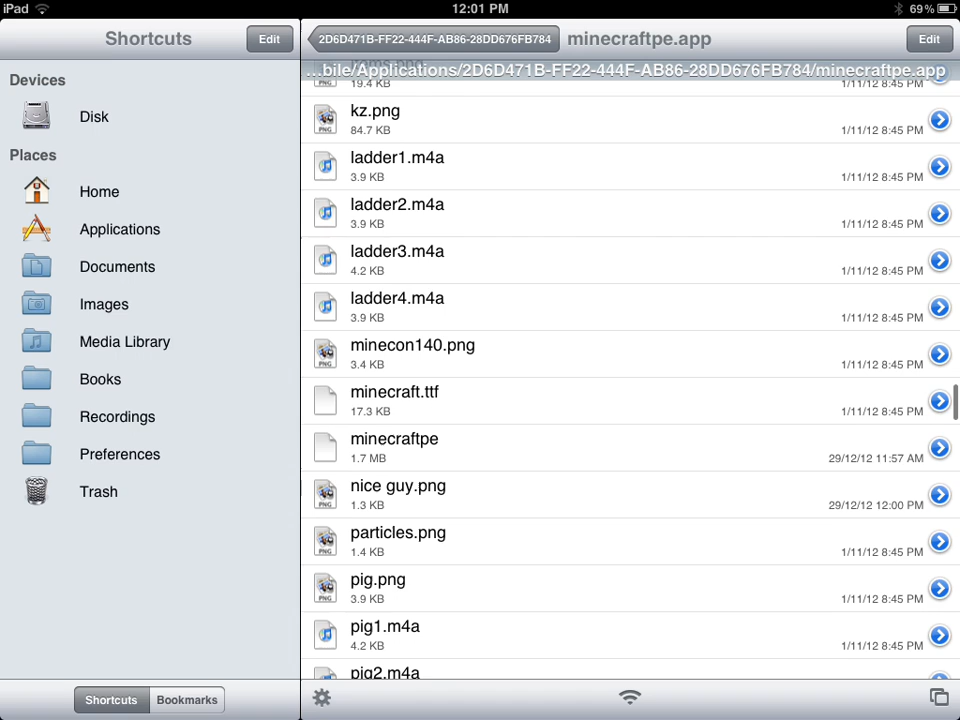 iPad
12:01 PM
69%
Shortcuts
Edit
Devices
Disk
Places
Home
Applications
Documents
Images
Media Library
Books
Recordings
Preferences
Trash
Shortcuts
Bookmarks
2D6D471B-FF22-444F-AB86-28DD676FB784
minecraftpe.app
Edit
...bile/Applications/2D6D471B-FF22-444F-AB86-28DD676FB784/minecraftpe.app
19.4 KB 1/11/12 8:45 PM
kz.png
84.7 KB 1/11/12 8:45 PM
ladder1.m4a
3.9 KB 1/11/12 8:45 PM
ladder2.m4a
3.9 KB 1/11/12 8:45 PM
ladder3.m4a
4.2 KB 1/11/12 8:45 PM
ladder4.m4a
3.9 KB 1/11/12 8:45 PM
minecon140.png
3.4 KB 1/11/12 8:45 PM
minecraft.ttf
17.3 KB 1/11/12 8:45 PM
minecraftpe
1.7 MB 29/12/12 11:57 AM
nice guy.png
1.3 KB 29/12/12 12:00 PM
particles.png
1.4 KB 1/11/12 8:45 PM
pig.png
3.9 KB 1/11/12 8:45 PM
pig1.m4a
4.2 KB 1/11/12 8:45 PM
pig2.m4a